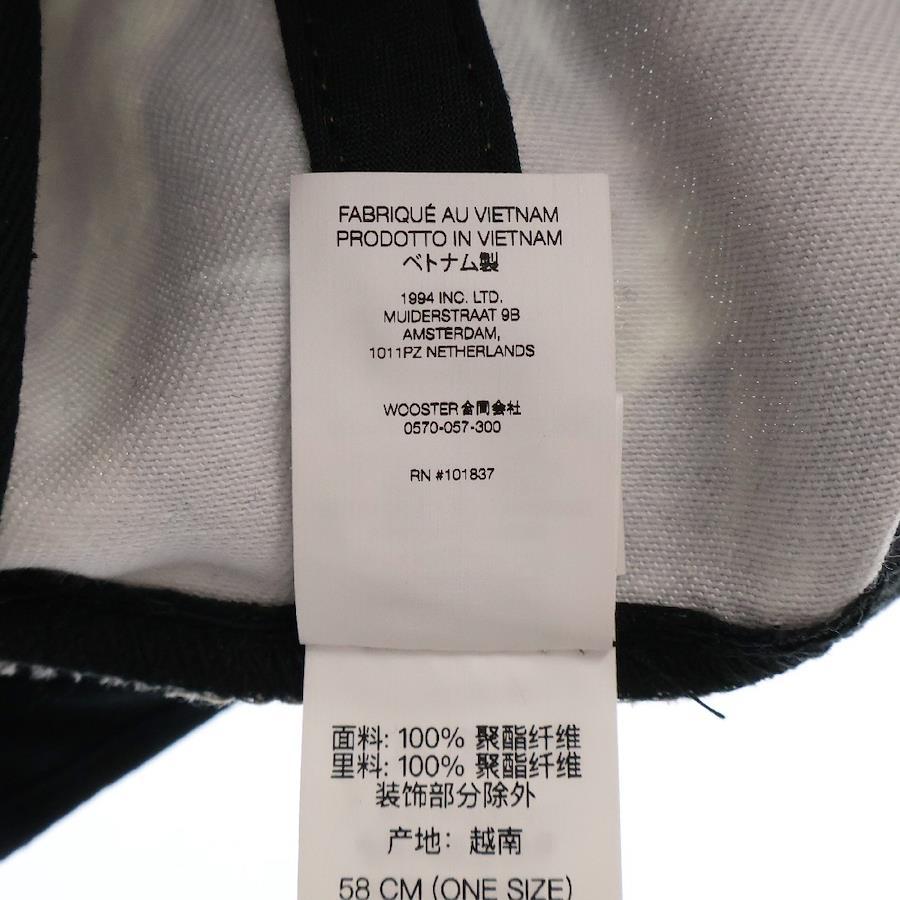 FABRIQUÉ AU VIETNAM
PRODOTTO IN VIETNAM
ベトナム製
1994 INC. LTD.
MUIDERSTRAAT 9B
AMSTERDAM,
1011PZ NETHERLANDS
WOOSTER合同会社
0570-057-300
RN #101837
面料: 100% 聚酯纤维
里料: 100% 聚酯纤维
装饰部分除外
产地: 越南
58 CM (ONE SIZE)